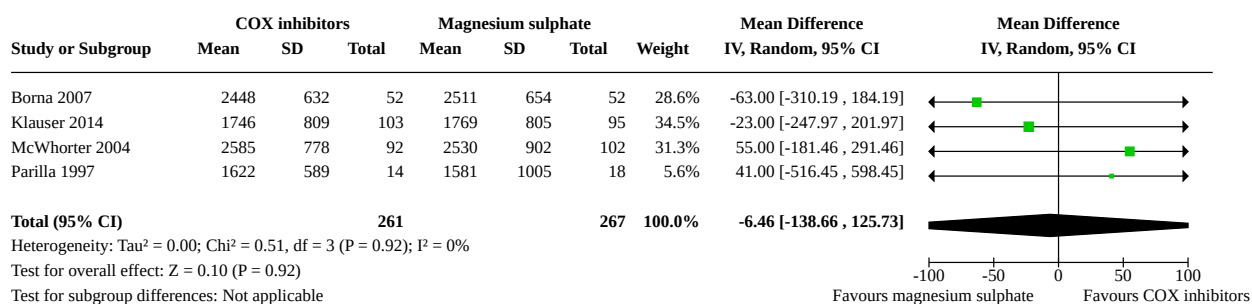 COX inhibitors Magnesium sulphate Mean Difference Mean Difference
Study or Subgroup Mean SD Total Mean SD Total Weight IV, Random, 95% CI IV, Random, 95% CI
Borna 2007 2448 632 52 2511 654 52 28.6% -63.00 [-310.19 , 184.19]
Klauser 2014 1746 809 103 1769 805 95 34.5% -23.00 [-247.97 , 201.97]
McWhorter 2004 2585 778 92 2530 902 102 31.3% 55.00 [-181.46 , 291.46]
Parilla 1997 1622 589 14 1581 1005 18 5.6% 41.00 [-516.45 , 598.45]
Total (95% CI) 261 267 100.0% -6.46 [-138.66 , 125.73]
Heterogeneity: Tau² = 0.00; Chi² = 0.51, df = 3 (P = 0.92); I² = 0%
Test for overall effect: Z = 0.10 (P = 0.92) -100 -50 0 50 100
Test for subgroup differences: Not applicable Favours magnesium sulphate Favours COX inhibitors